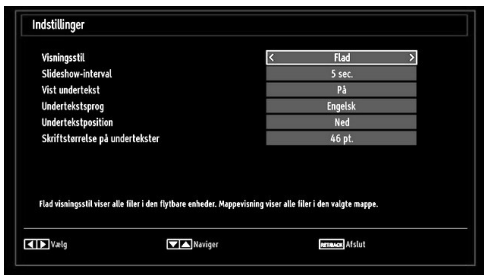 Indstillinger
Visningsstil < Flad >
Slideshow-interval 5 sec.
Vist undertekst På
Undertekstsprog Engelsk
Undertekstposition Ned
Skriftstørrelse på undertekster 46 pt.
Flad visningsstil viser alle filer i den flytbare enheder. Mappevisning viser alle filer i den valgte mappe.
Vælg Naviger RETBACK Afslut